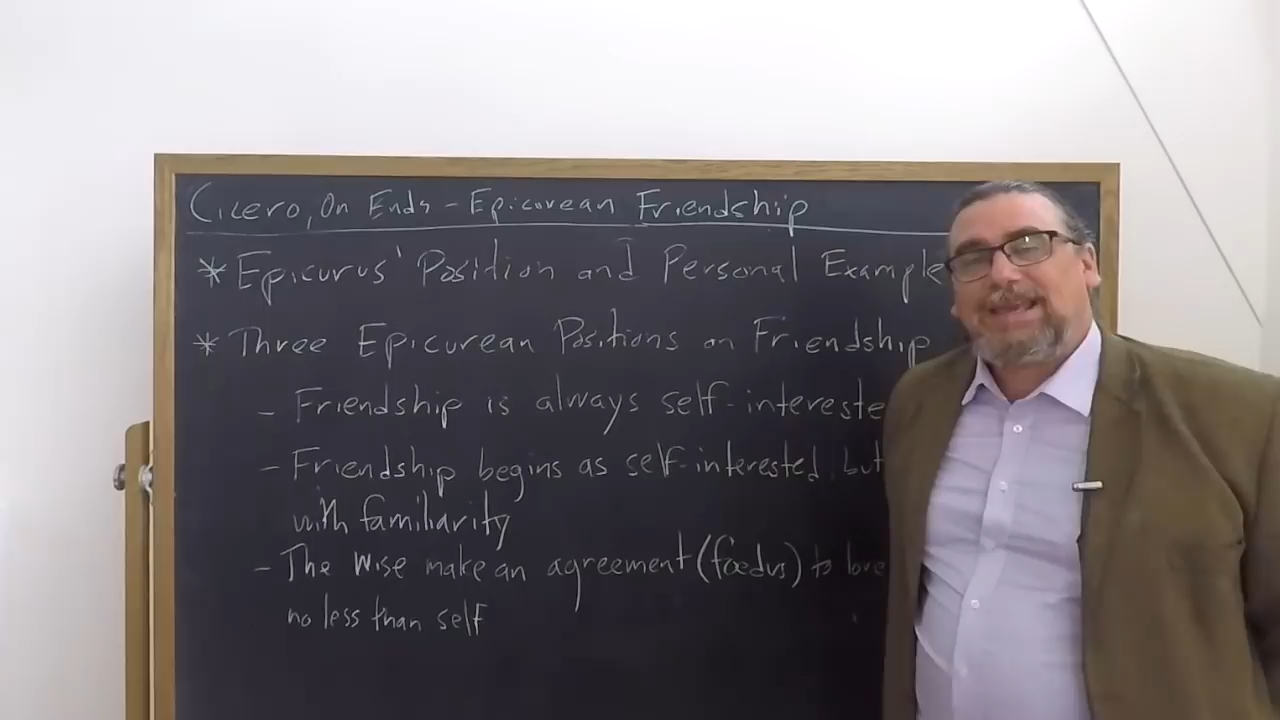 Cicero, On Ends - Epicurean Friendship
* Epicurus' Position and Personal Example
* Three Epicurean Positions on Friendship
- Friendship is always self-intereste
- Friendship begins as self-interested, but
with familiarity
- The wise make an agreement (foedus) to love
no less than self